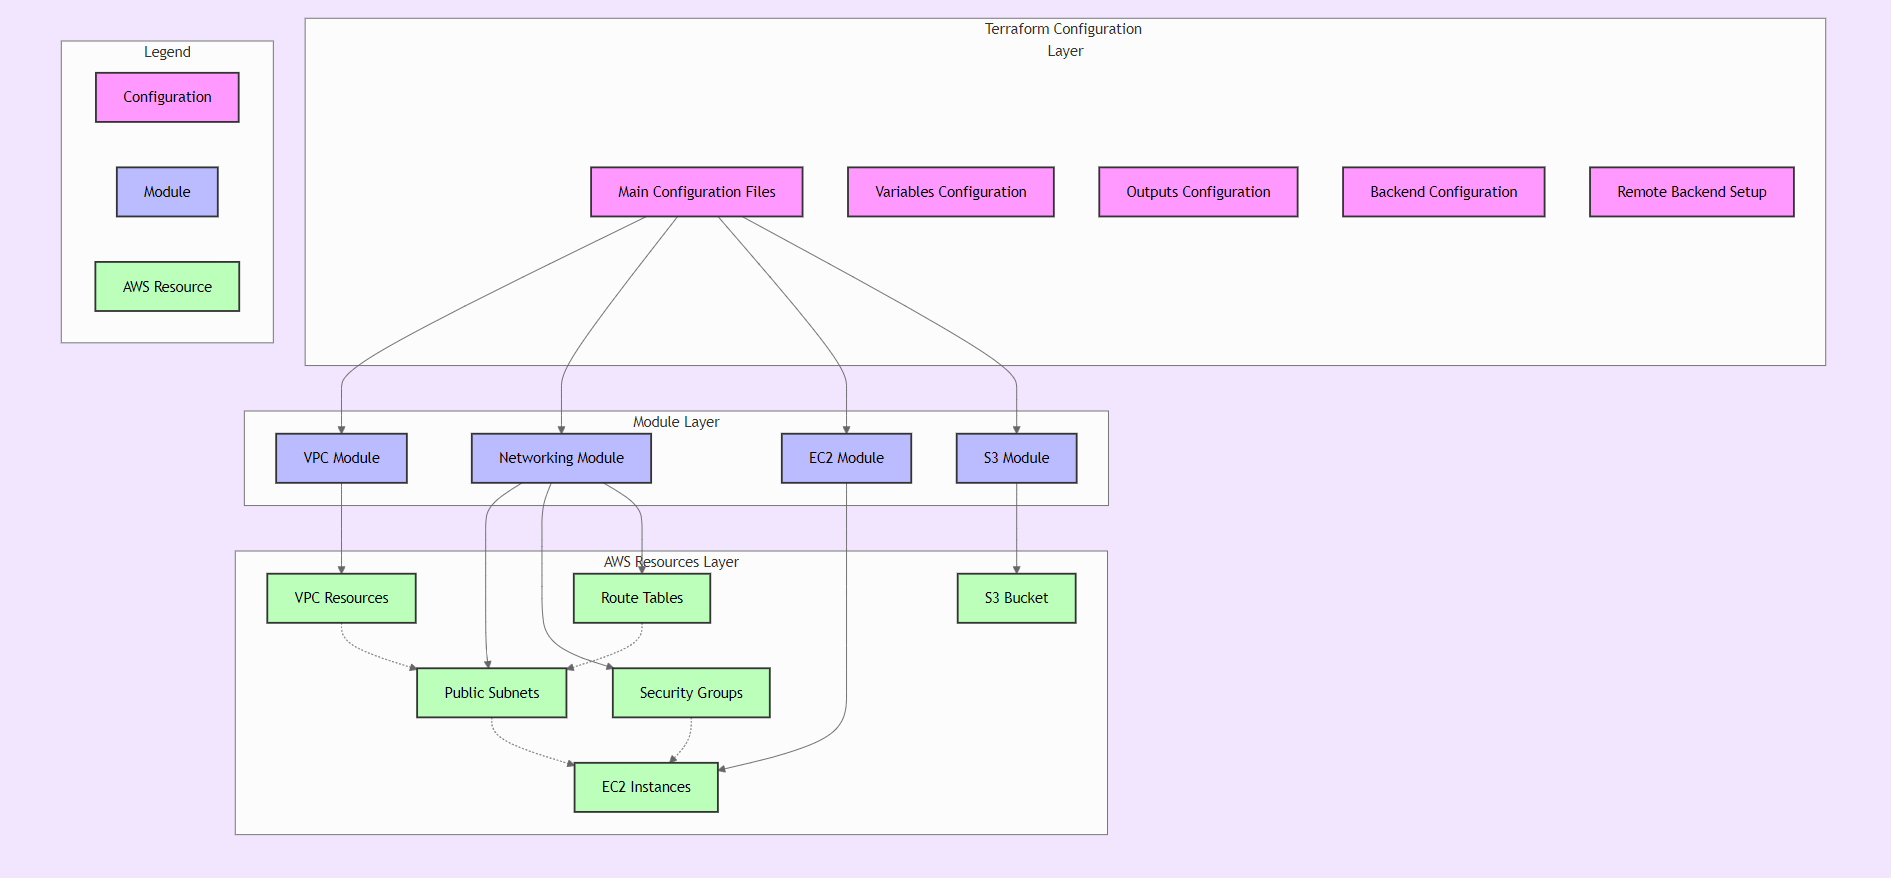 Legend
Configuration
Module
AWS Resource
Terraform Configuration
Layer
Main Configuration Files
Variables Configuration
Outputs Configuration
Backend Configuration
Remote Backend Setup
Module Layer
VPC Module
Networking Module
EC2 Module
S3 Module
AWS Resources Layer
VPC Resources
Route Tables
S3 Bucket
Public Subnets
Security Groups
EC2 Instances